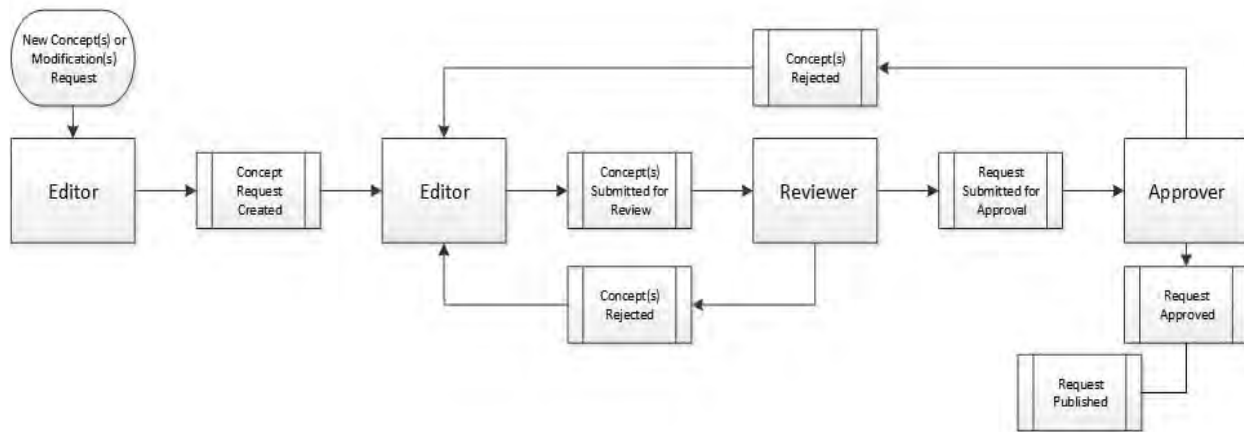 New Concept(s) or
Modification(s)
Request
Concept(s)
Rejected
Editor
Concept
Request
Created
Editor
Concept(s)
Submitted for
Review
Reviewer
Request
Submitted for
Approval
Approver
Concept(s)
Rejected
Request
Approved
Request
Published